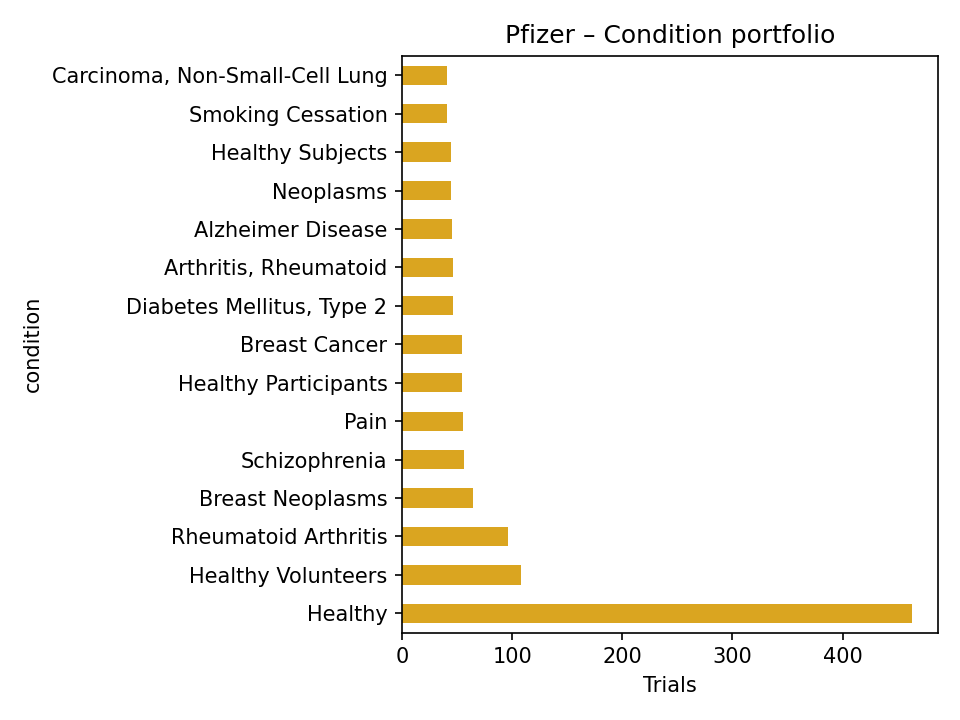 Pfizer – Condition portfolio
Carcinoma, Non-Small-Cell Lung
Smoking Cessation
Healthy Subjects
Neoplasms
Alzheimer Disease
Arthritis, Rheumatoid
Diabetes Mellitus, Type 2
Breast Cancer
Healthy Participants
Pain
Schizophrenia
Breast Neoplasms
Rheumatoid Arthritis
Healthy Volunteers
Healthy
condition
0 100 200 300 400
Trials